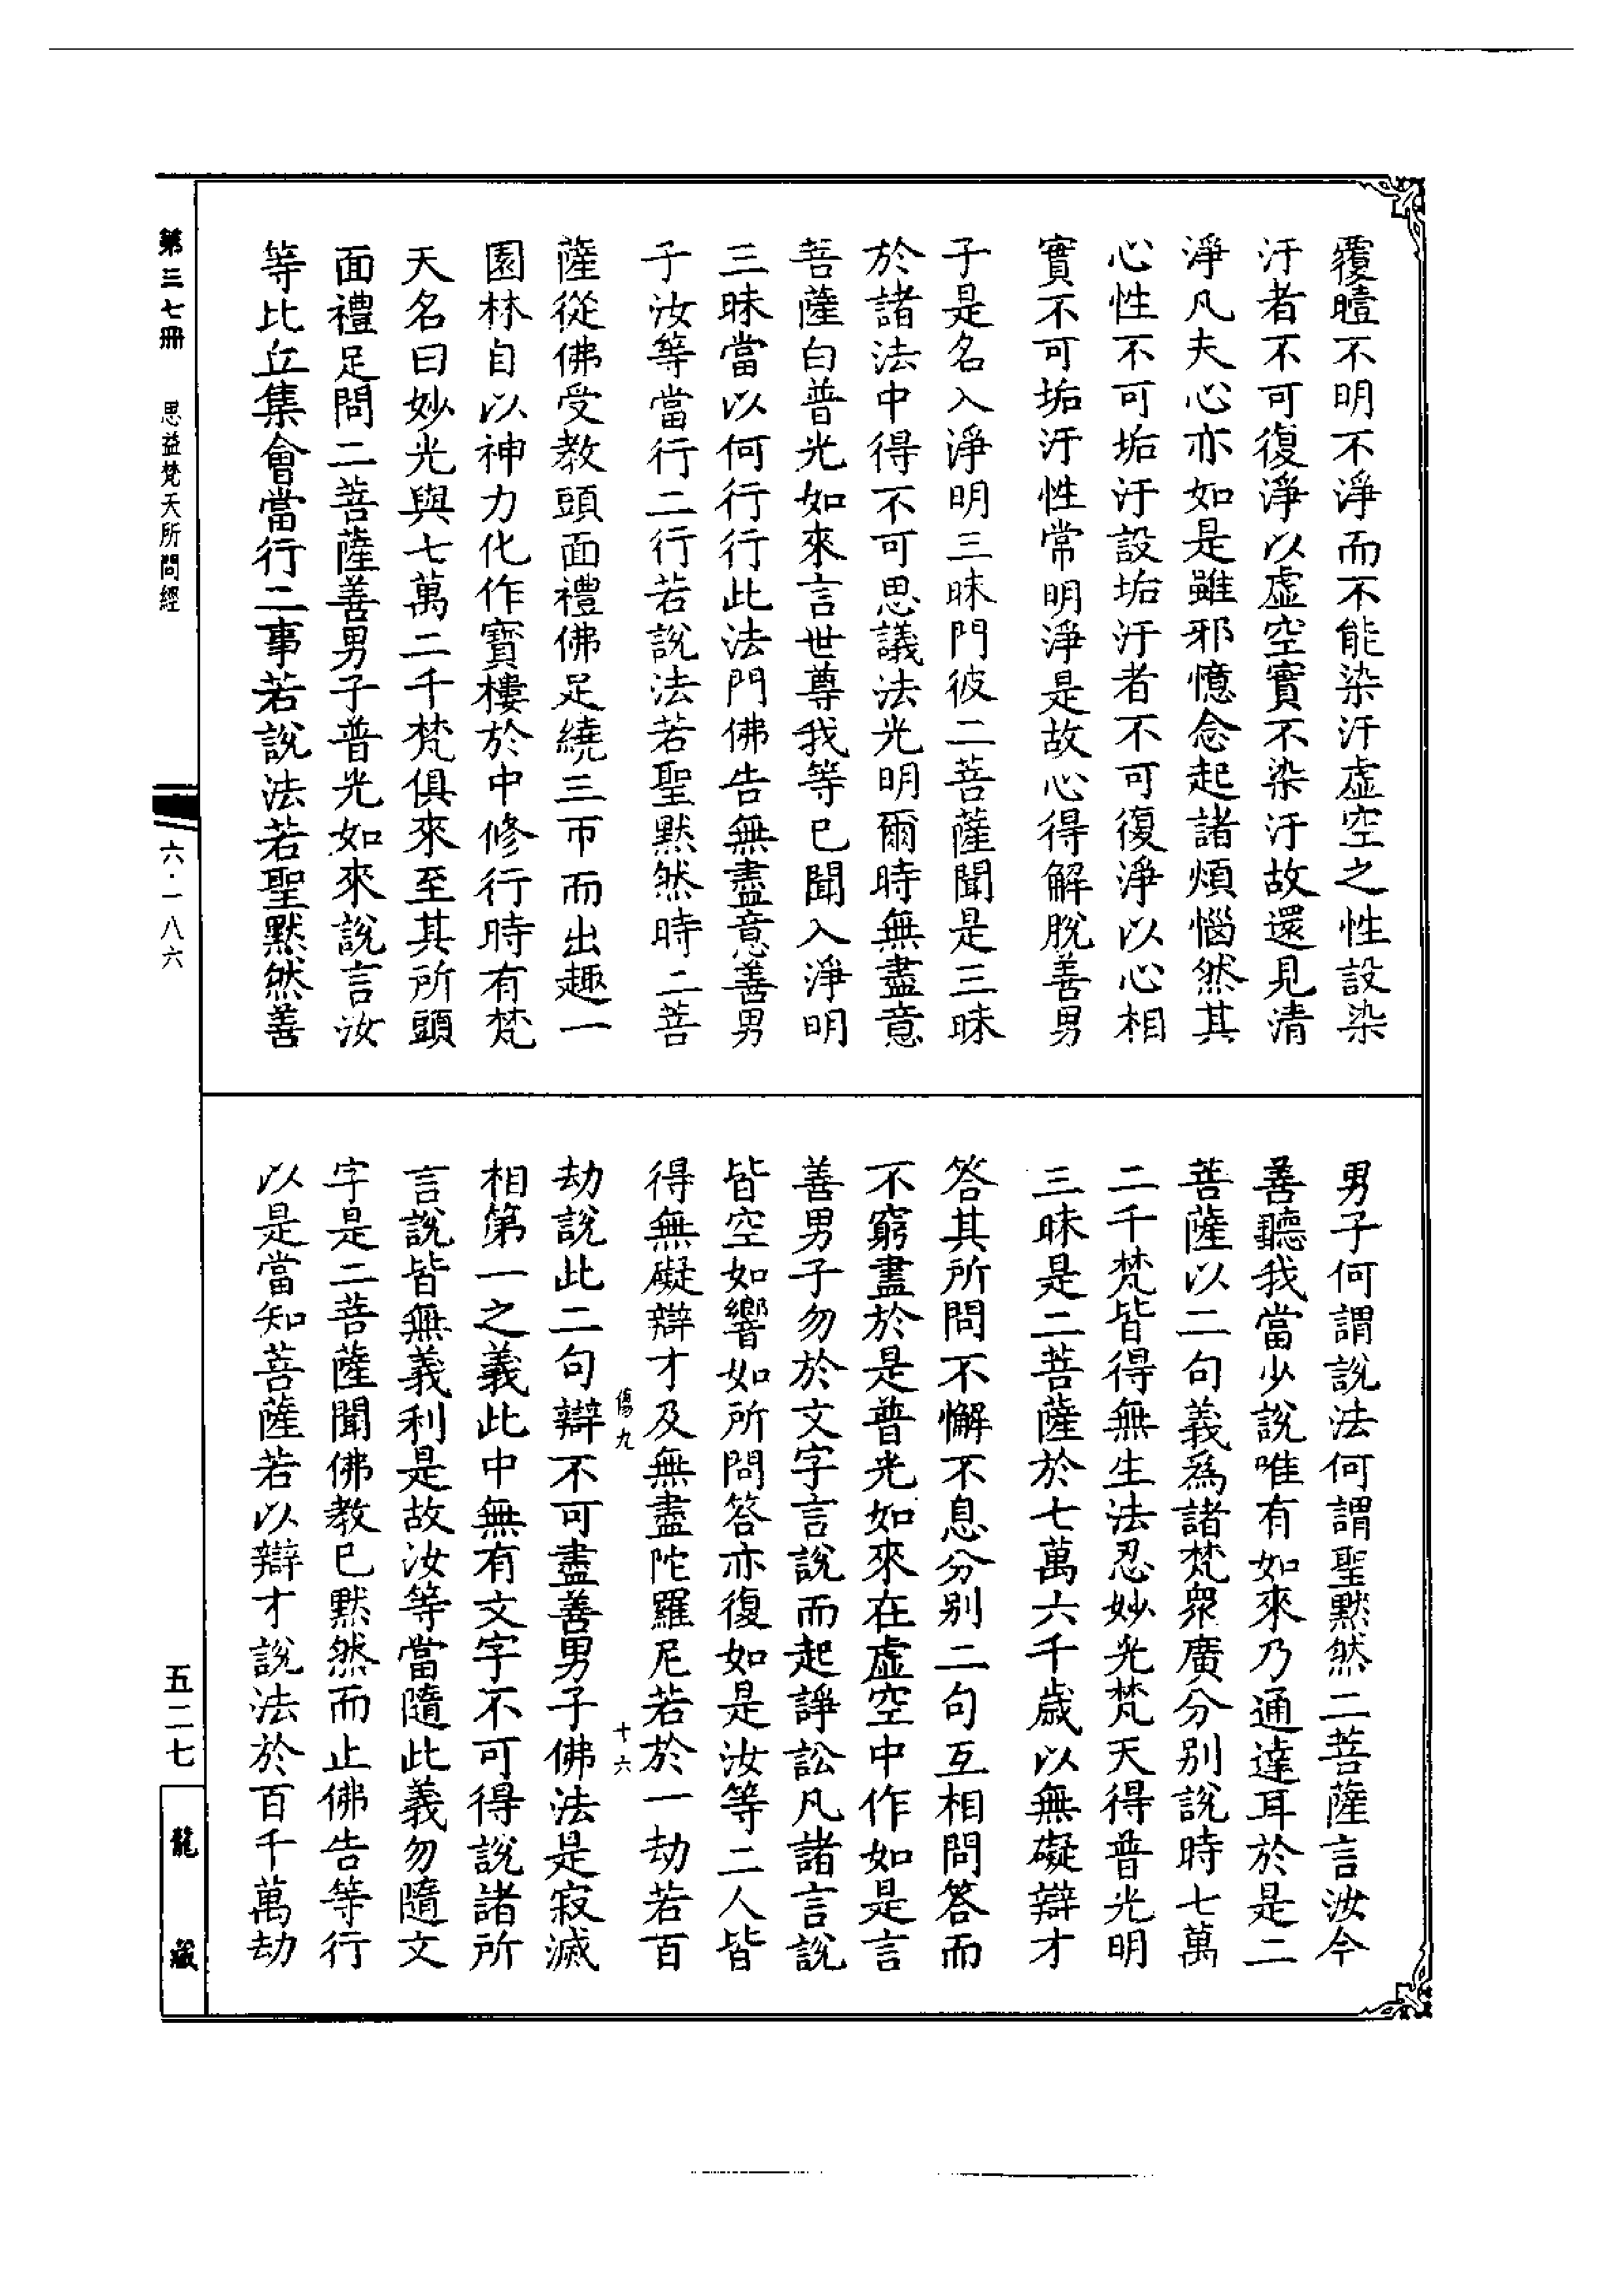 覆曀不明不淨而不能染汙虛空之性設染
汙者不可復淨以虛空實不染汙故還見清
淨凡夫心亦如是雖邪憶念起諸煩惱然其
心性不可垢汙設垢汙者不可復淨以心相
實不可垢汙性常明淨是故心得解脫善男
子是名入淨明三昧門彼二菩薩聞是三昧
於諸法中得不可思議法光明爾時無盡意
菩薩白普光如來言世尊我等已聞入淨明
三昧當以何行行此法門佛告無盡意善男
子汝等當行二行若說法若聖默然時二菩
薩從佛受教頭面禮佛足繞三帀而出趣一
園林自以神力化作寶樓於中修行時有梵
天名曰妙光與七萬二千梵俱來至其所頭
面禮足問二菩薩善男子普光如來說言汝
等比丘集會當行二事若說法若聖默然善
男子何謂說法何謂聖默然二菩薩言汝今
善聽我當少說唯有如來乃通達耳於是二
菩薩以二句義為諸梵眾廣分別說時七萬
二千梵皆得無生法忍妙光梵天得普光明
三昧是二菩薩於七萬六千歲以無礙辯才
答其所問不懈不息分別二句互相問答而
不窮盡於是普光如來在虛空中作如是言
善男子勿於文字言說而起諍訟凡諸言說
皆空如響如所問答亦復如是汝等二人皆
得無礙辯才及無盡陀羅尼若於一劫若百
傷九 十六
劫說此二句辯不可盡善男子佛法是寂滅
相第一之義此中無有文字不可得說諸所
言說皆無義利是故汝等當隨此義勿隨文
字是二菩薩聞佛教已默然而止佛告等行
以是當知菩薩若以辯才說法於百千萬劫
第三七冊 思益梵天所問經 六·一八六 五二七 龍藏